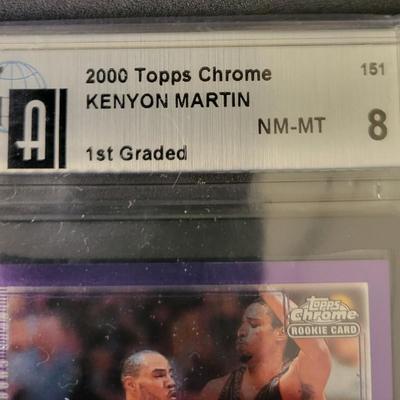 2000 Topps Chrome
151
KENYON MARTIN
NM-MT
8
1st Graded
A
Topps
Chrome
ROOKIE CARD